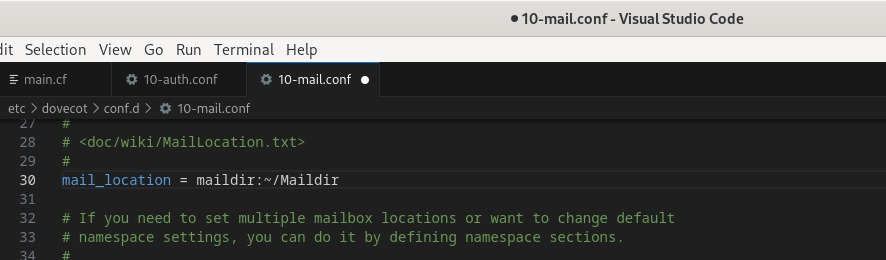 ● 10-mail.conf - Visual Studio Code
dit Selection View Go Run Terminal Help
main.cf 10-auth.conf 10-mail.conf ●
etc > dovecot > conf.d > 10-mail.conf
27 #
28 # <doc/wiki/MailLocation.txt>
29 #
30 mail_location = maildir:~/Maildir
31
32 # If you need to set multiple mailbox locations or want to change default
33 # namespace settings, you can do it by defining namespace sections.
34 #